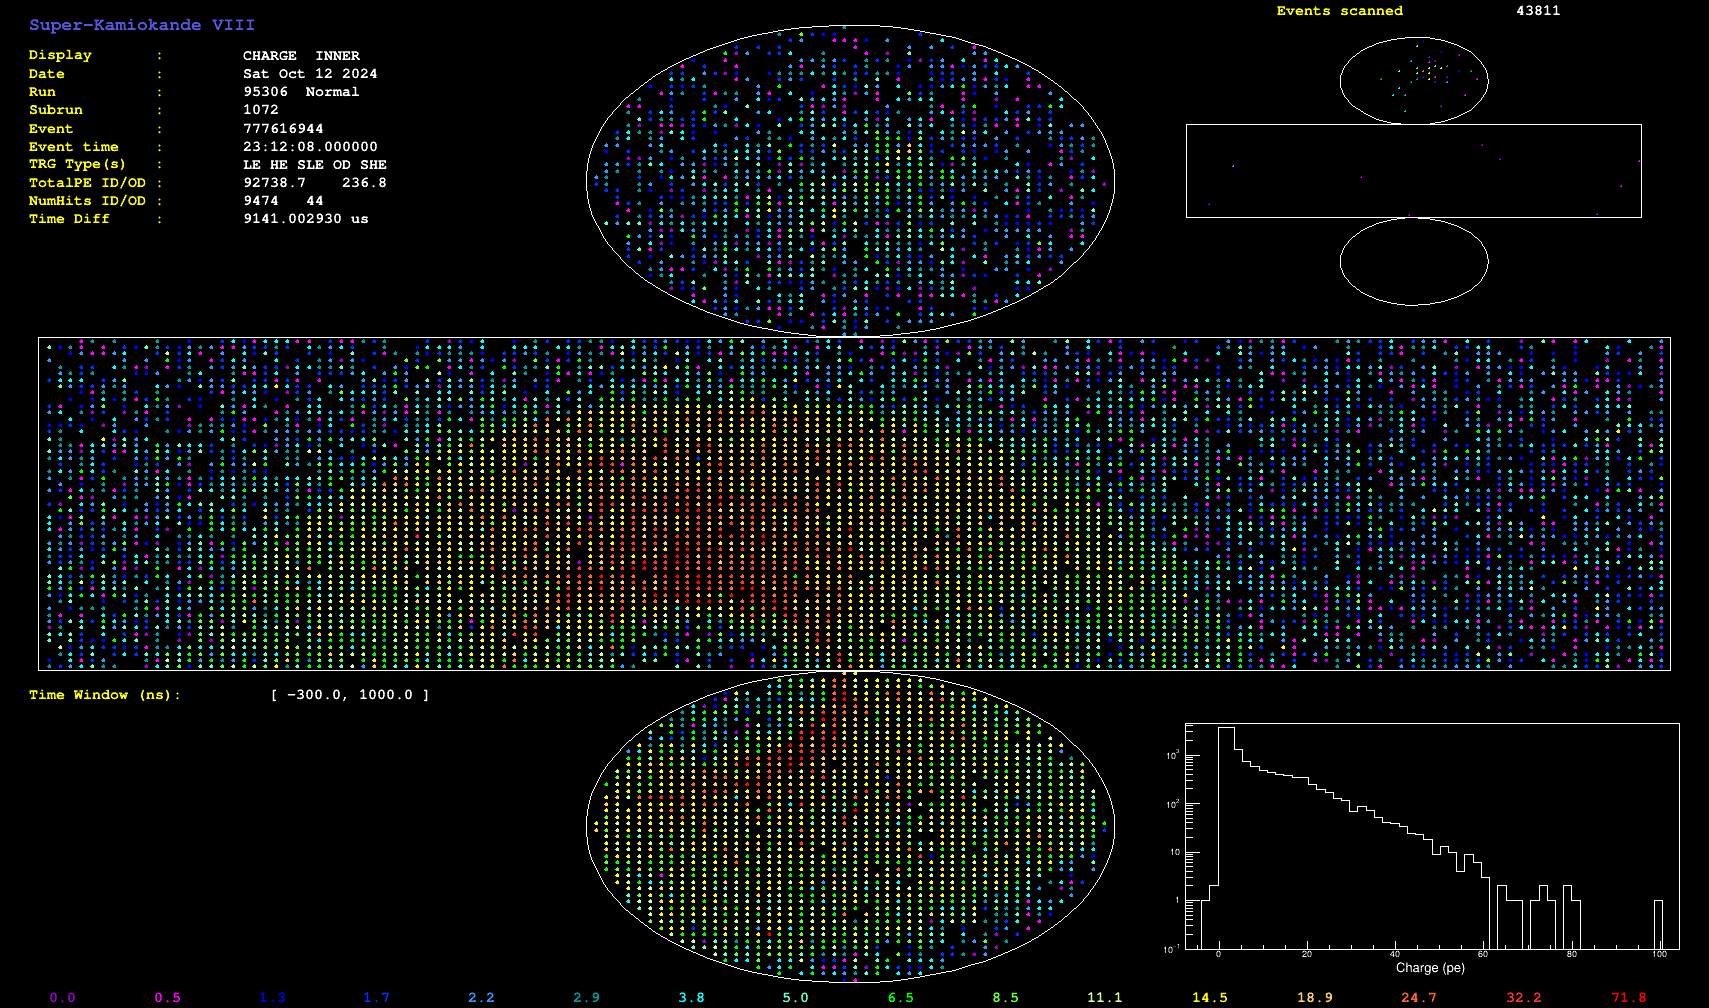 Super-Kamiokande VIII
Events scanned 43811
Display : CHARGE INNER
Date : Sat Oct 12 2024
Run : 95306 Normal
Subrun : 1072
Event : 777616944
Event time : 23:12:08.000000
TRG Type(s) : LE HE SLE OD SHE
TotalPE ID/OD : 92738.7 236.8
NumHits ID/OD : 9474 44
Time Diff : 9141.002930 us
Time Window (ns): [ -300.0, 1000.0 ]
10³
10²
10
1
10⁻¹
0 20 40 60 80 100
Charge (pe)
0.0 0.5 1.3 1.7 2.2 2.9 3.8 5.0 6.5 8.5 11.1 14.5 18.9 24.7 32.2 71.8